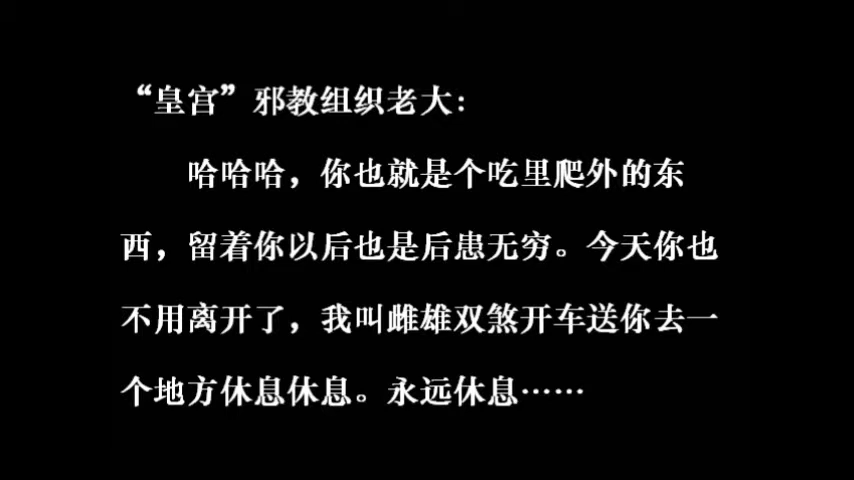 “皇宫”邪教组织老大：
哈哈哈，你也就是个吃里爬外的东
西，留着你以后也是后患无穷。今天你也
不用离开了，我叫雌雄双煞开车送你去一
个地方休息休息。永远休息……